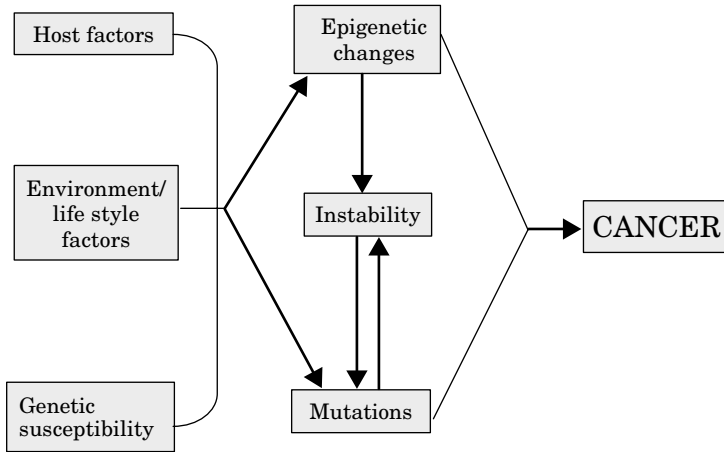 Host factors
Environment/
life style
factors
Genetic
susceptibility
Epigenetic
changes
Instability
Mutations
CANCER